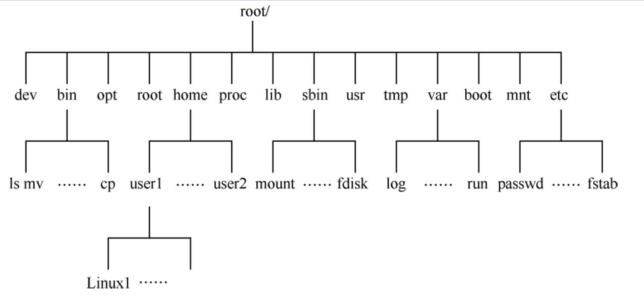 root/
dev bin opt root home proc lib sbin usr tmp var boot mnt etc
ls mv ...... cp user1 ...... user2 mount ...... fdisk log ...... run passwd ...... fstab
Linux1 ......